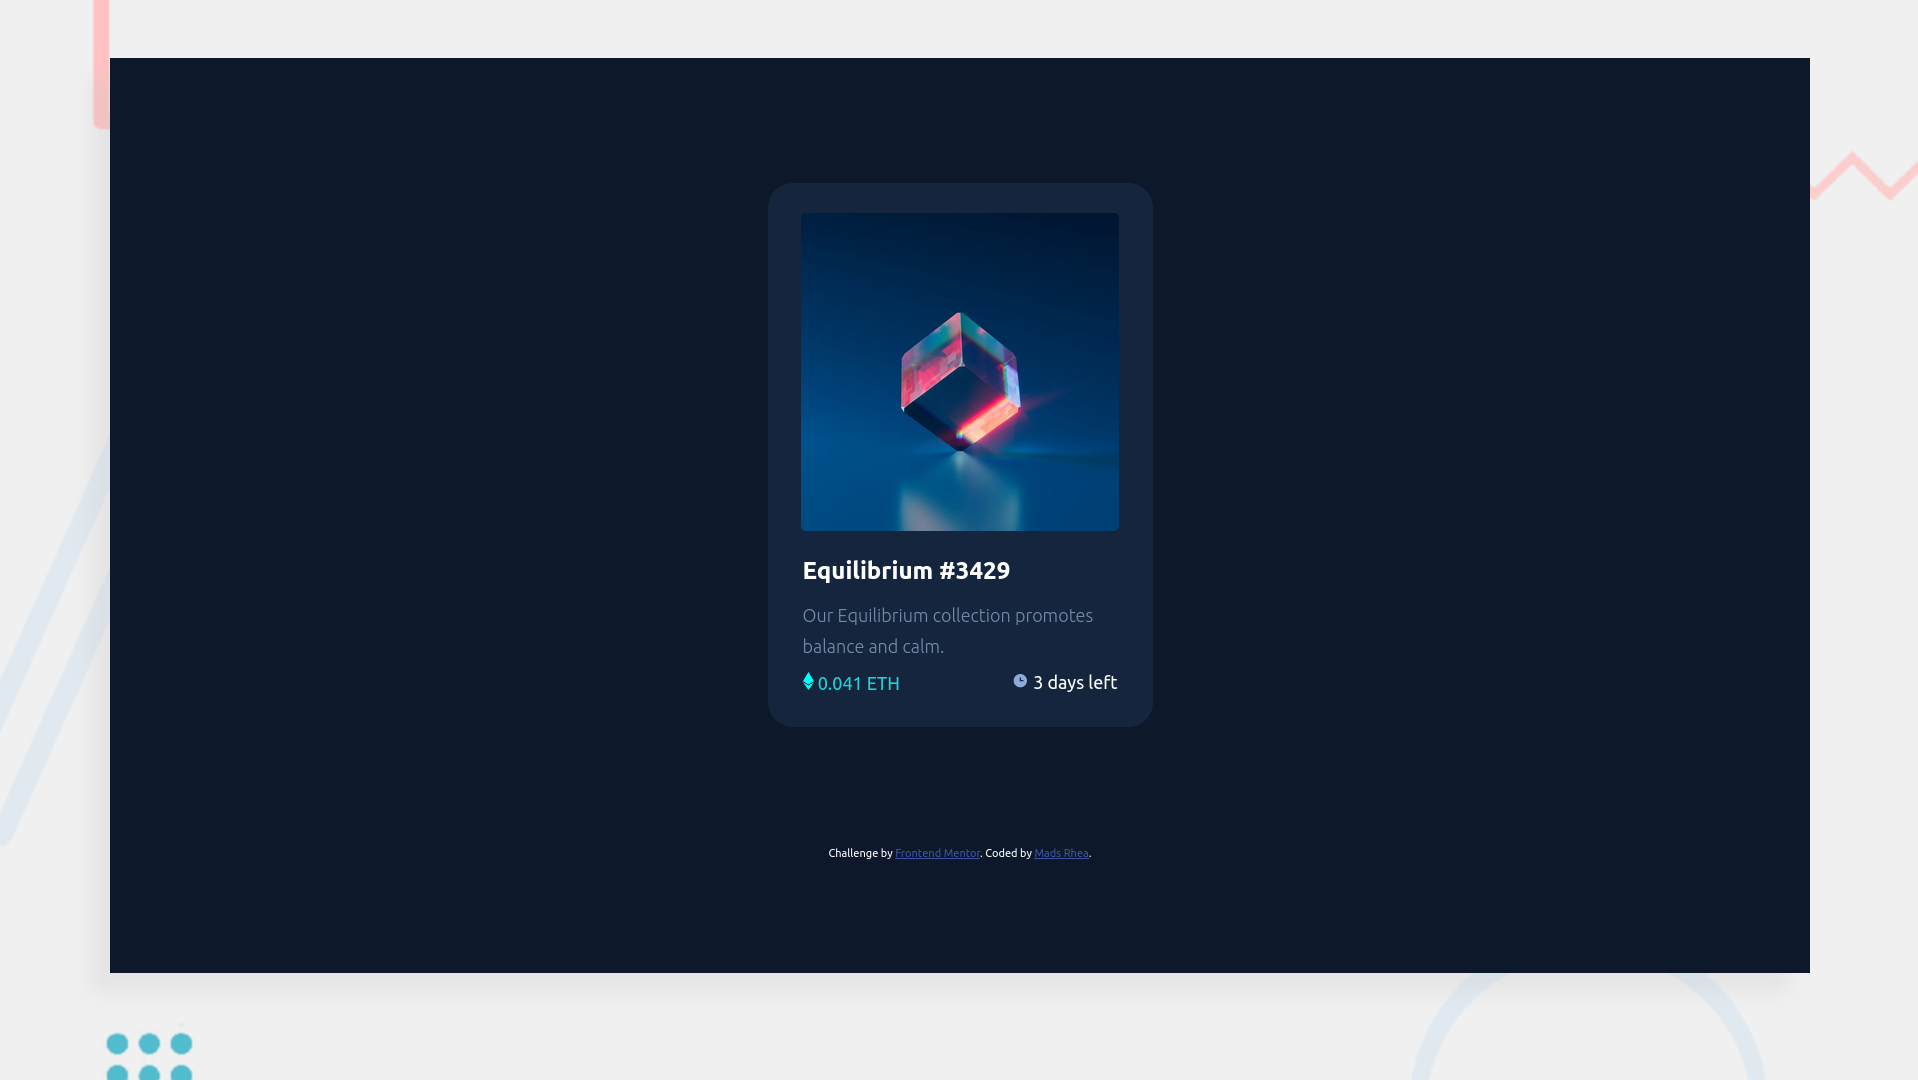 Equilibrium #3429
Our Equilibrium collection promotes
balance and calm.
0.041 ETH
3 days left
Challenge by Frontend Mentor. Coded by Mads Rhea.